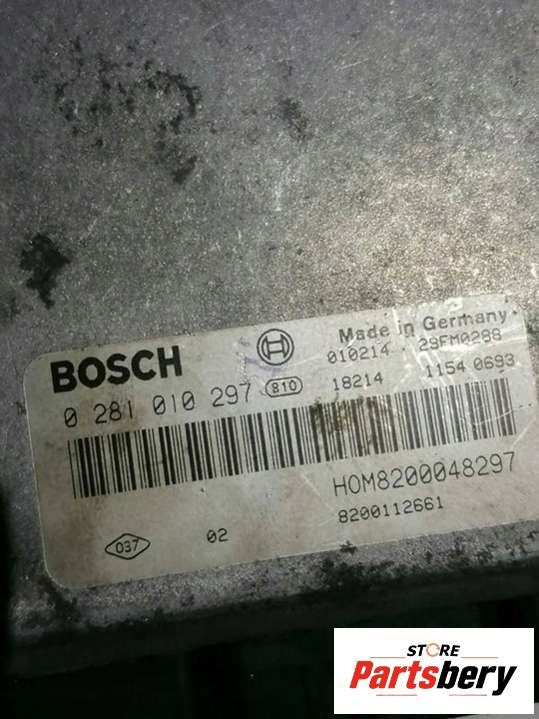 BOSCH
Made in Germany
010214 · 29FM0288
0 281 010 297 810 18214 1154 0693
HOM8200048297
8200112661
037 02
STORE
Partsbery